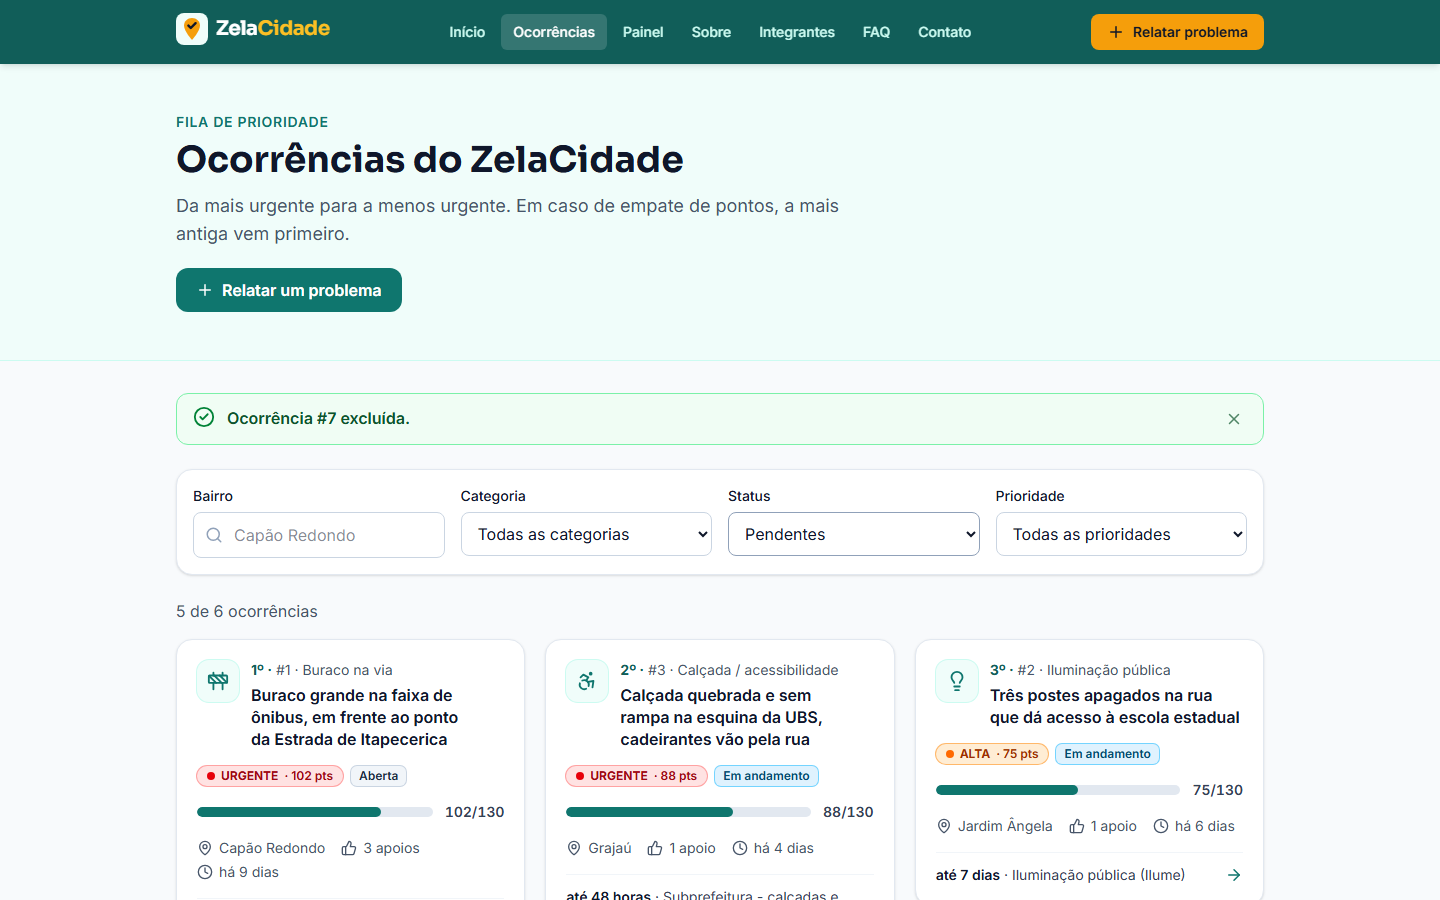 ZelaCidade
Início
Ocorrências
Painel
Sobre
Integrantes
FAQ
Contato
Relatar problema
FILA DE PRIORIDADE
Ocorrências do ZelaCidade
Da mais urgente para a menos urgente. Em caso de empate de pontos, a mais
antiga vem primeiro.
Relatar um problema
Ocorrência #7 excluída.
Bairro
Capão Redondo
Categoria
Todas as categorias
Status
Pendentes
Prioridade
Todas as prioridades
5 de 6 ocorrências
1º · #1 · Buraco na via
Buraco grande na faixa de
ônibus, em frente ao ponto
da Estrada de Itapecerica
URGENTE · 102 pts
Aberta
102/130
Capão Redondo
3 apoios
há 9 dias
2º · #3 · Calçada / acessibilidade
Calçada quebrada e sem
rampa na esquina da UBS,
cadeirantes vão pela rua
URGENTE · 88 pts
Em andamento
88/130
Grajaú
1 apoio
há 4 dias
até 48 horas · Subprefeitura - calçadas e
3º · #2 · Iluminação pública
Três postes apagados na rua
que dá acesso à escola estadual
ALTA · 75 pts
Em andamento
75/130
Jardim Ângela
1 apoio
há 6 dias
até 7 dias · Iluminação pública (Ilume)